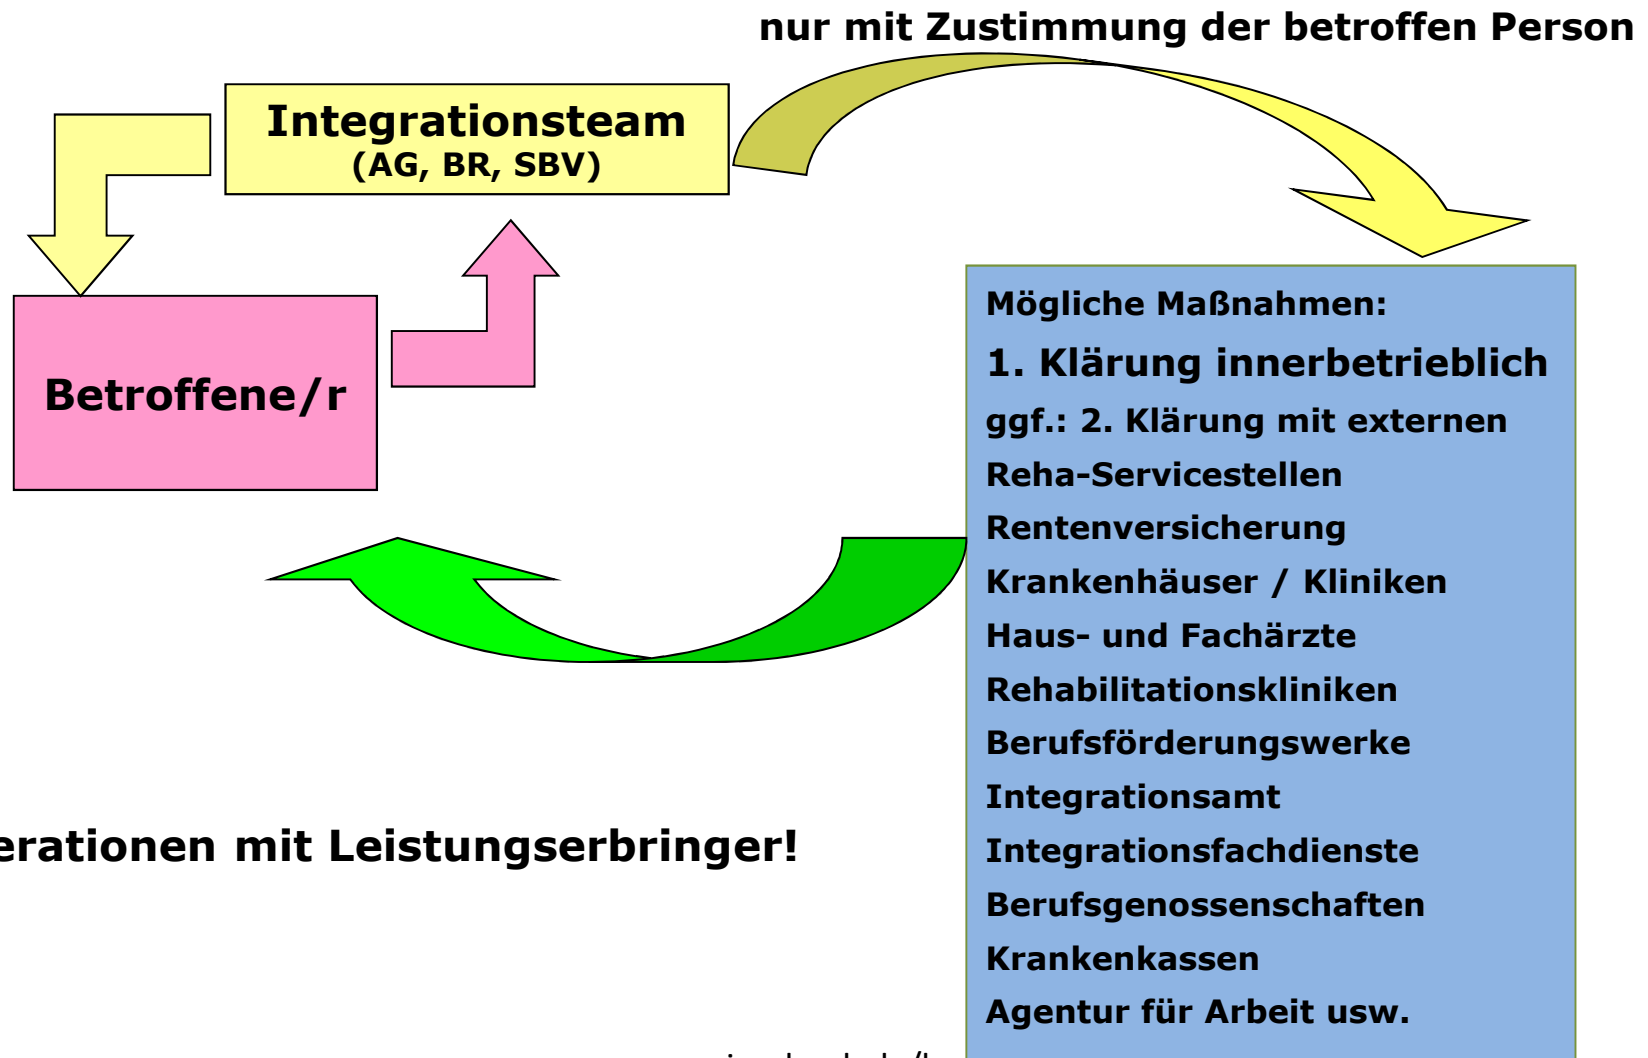 nur mit Zustimmung der betroffen Person
Integrationsteam
(AG, BR, SBV)
Betroffene/r
Mögliche Maßnahmen:
1. Klärung innerbetrieblich
ggf.: 2. Klärung mit externen
Reha-Servicestellen
Rentenversicherung
Krankenhäuser / Kliniken
Haus- und Fachärzte
Rehabilitationskliniken
Berufsförderungswerke
Integrationsamt
Integrationsfachdienste
Berufsgenossenschaften
Krankenkassen
Agentur für Arbeit usw.
erationen mit Leistungserbringer!